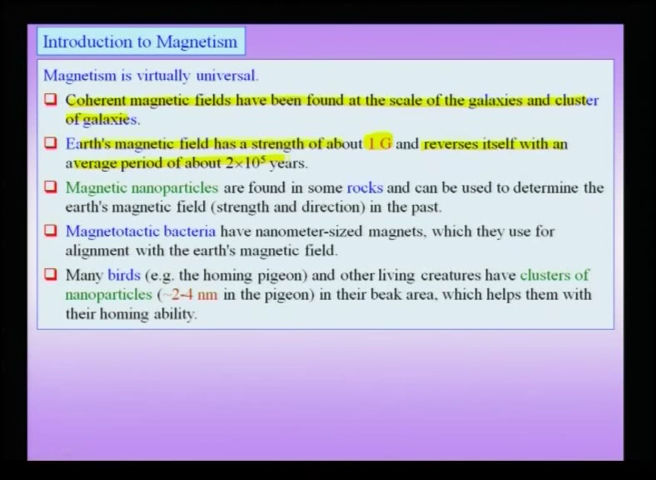 Introduction to Magnetism
Magnetism is virtually universal.
❑ Coherent magnetic fields have been found at the scale of the galaxies and cluster
of galaxies.
❑ Earth's magnetic field has a strength of about 1 G and reverses itself with an
average period of about 2×10⁵ years.
❑ Magnetic nanoparticles are found in some rocks and can be used to determine the
earth's magnetic field (strength and direction) in the past.
❑ Magnetotactic bacteria have nanometer-sized magnets, which they use for
alignment with the earth's magnetic field.
❑ Many birds (e.g. the homing pigeon) and other living creatures have clusters of
nanoparticles (~2-4 nm in the pigeon) in their beak area, which helps them with
their homing ability.